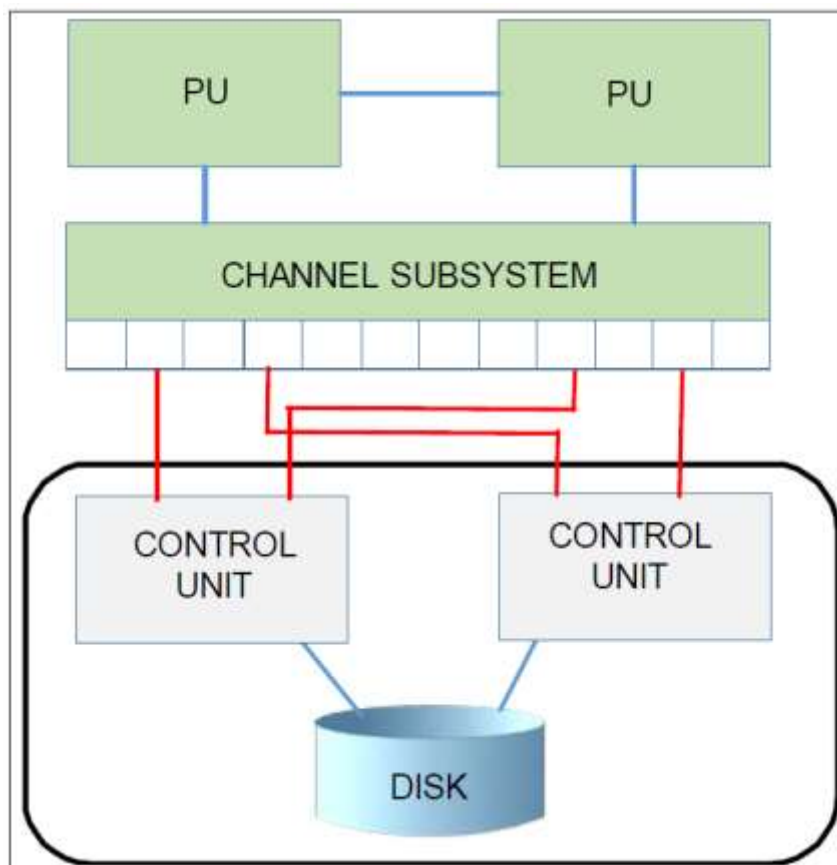 PU
PU
CHANNEL SUBSYSTEM
CONTROL
UNIT
CONTROL
UNIT
DISK